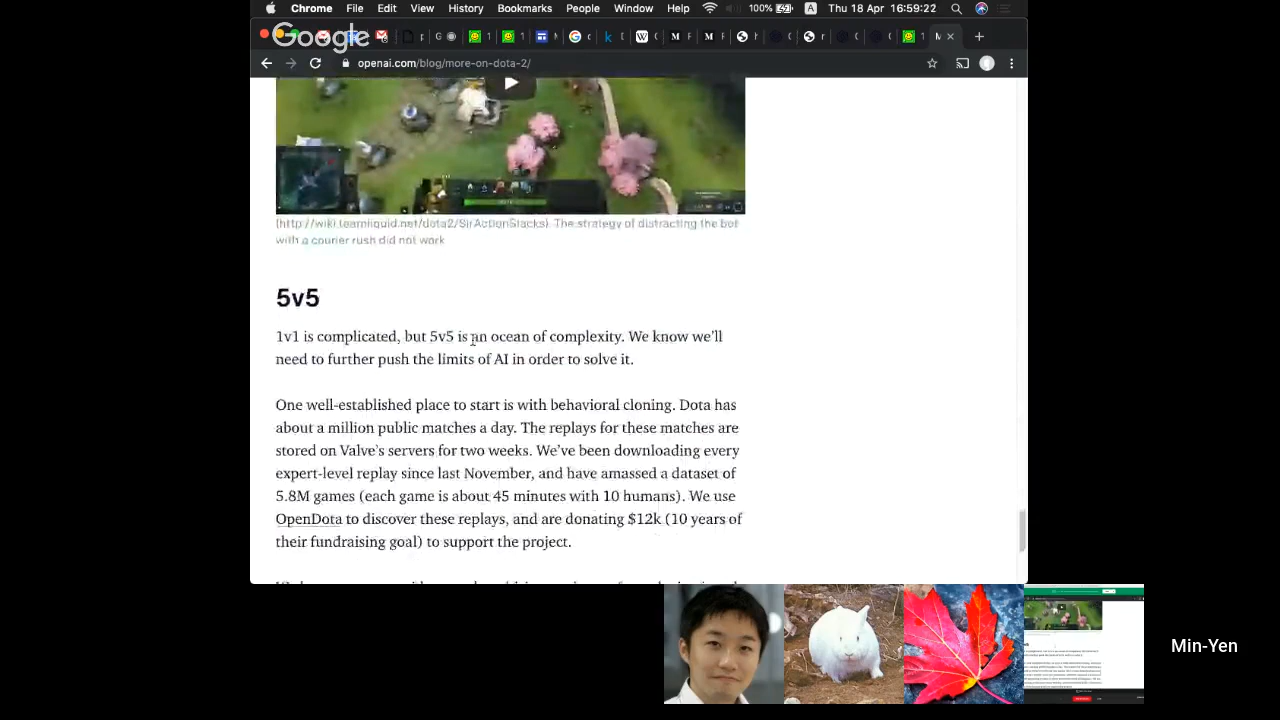 Chrome File Edit View History Bookmarks People Window Help 100% A Thu 18 Apr 16:59:22
Google
openai.com/blog/more-on-dota-2/
(http://wiki.teamliquid.net/dota2/SirActionSlacks) The strategy of distracting the bot
with a courier rush did not work
5v5
1v1 is complicated, but 5v5 is an ocean of complexity. We know we’ll
need to further push the limits of AI in order to solve it.
One well-established place to start is with behavioral cloning. Dota has
about a million public matches a day. The replays for these matches are
stored on Valve’s servers for two weeks. We’ve been downloading every
expert-level replay since last November, and have amassed a dataset of
5.8M games (each game is about 45 minutes with 10 humans). We use
OpenDota to discover these replays, and are donating $12k (10 years of
their fundraising goal) to support the project.
Min-Yen